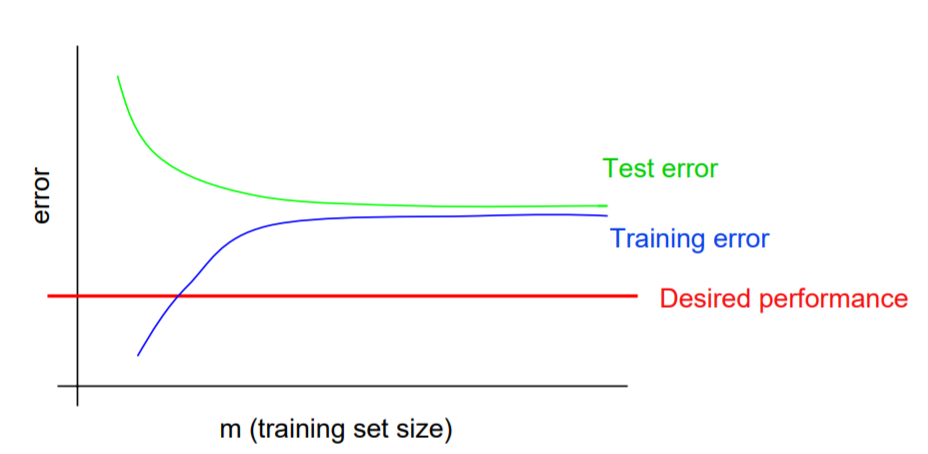 error
Test error
Training error
Desired performance
m (training set size)